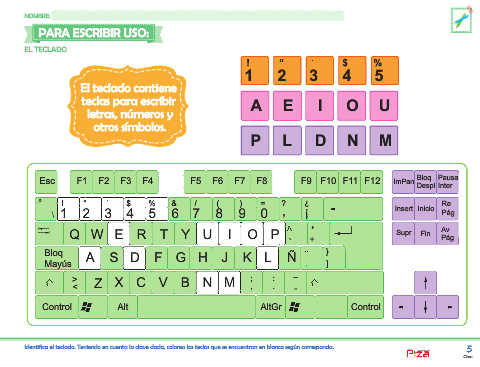 NOMBRE:
PARA ESCRIBIR USO:
EL TECLADO
El teclado contiene
teclas para escribir
letras, números y
otros símbolos.
! " · $ %
1 2 3 4 5
A E I O U
P L D N M
Esc F1 F2 F3 F4 F5 F6 F7 F8 F9 F10 F11 F12
ImPan Bloq Despl Pausa Inter
º \ ! 1 " 2 · 3 $ 4 % 5 & 6 / 7 ( 8 ) 9 = 0 ? ' ¿ ¡
Insert Inicio Re Pág
Q W E R T Y U I O P ^ * +
Supr Fin Av Pág
Bloq Mayús A S D F G H J K L Ñ
> < Z X C V B N M ; : _ -
Control Alt AltGr Control
Identifica el teclado. Teniendo en cuenta la clave dada, colorea las teclas que se encuentran en blanco según corresponda.
5